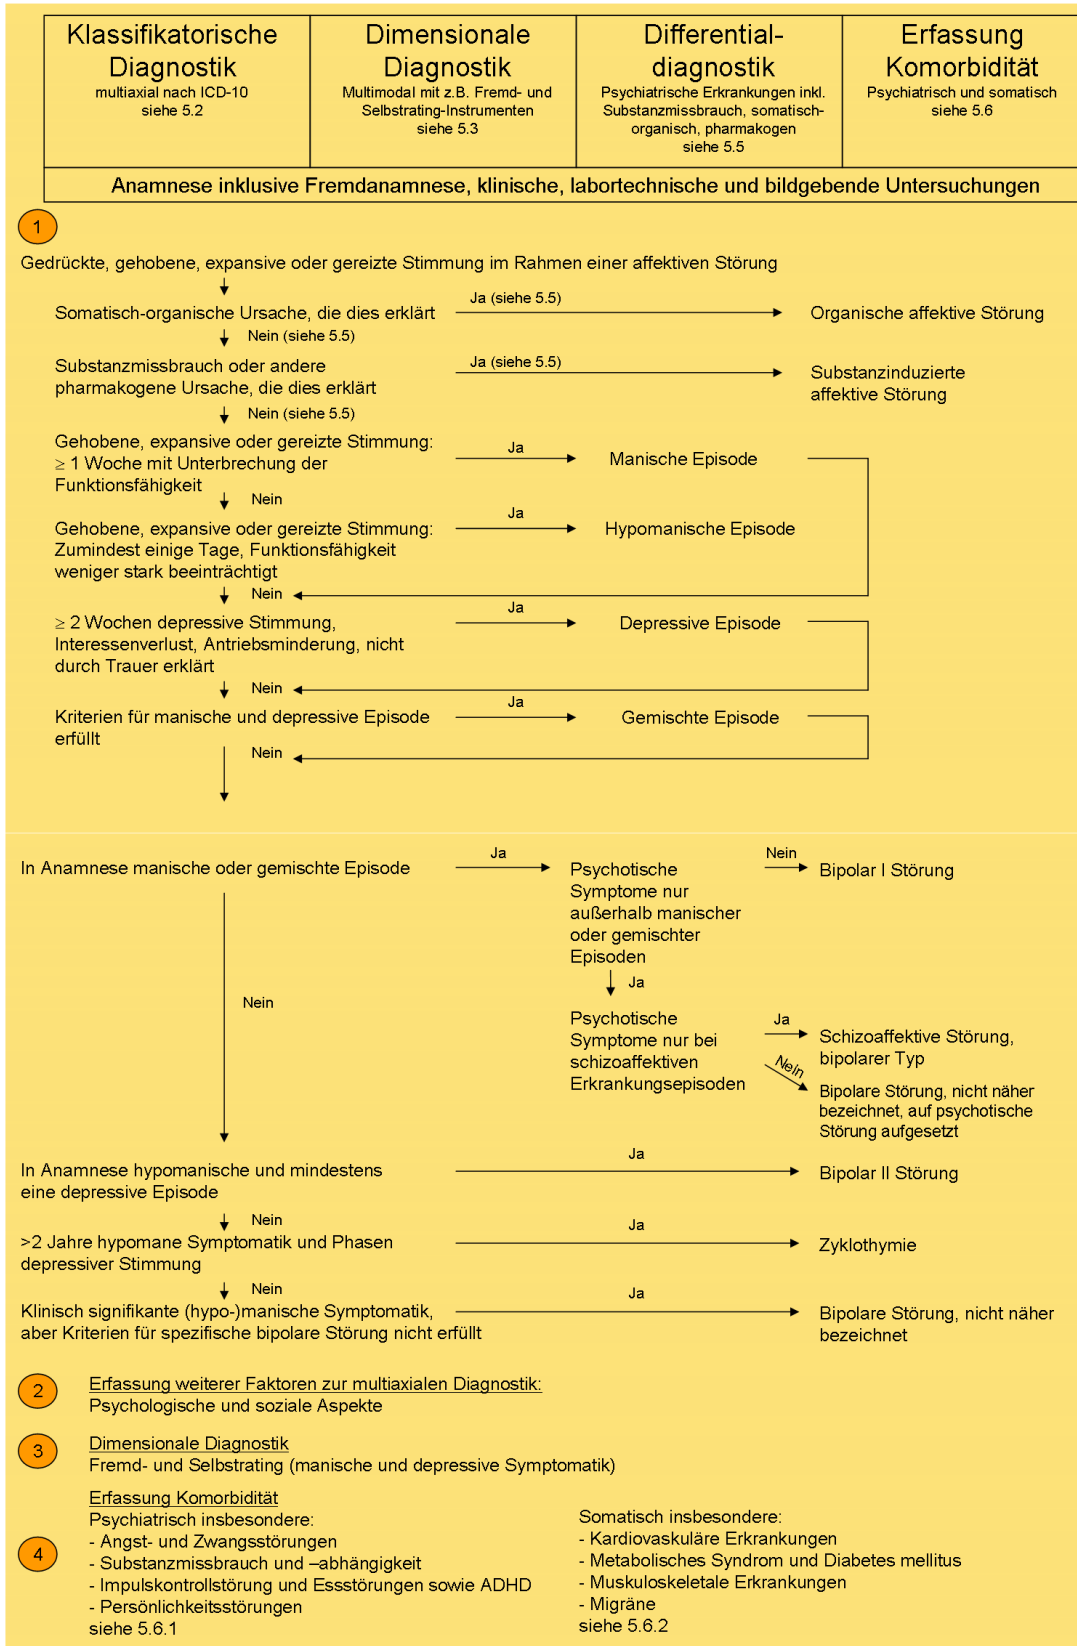 Klassifikatorische
Diagnostik
multiaxial nach ICD-10
siehe 5.2
Dimensionale
Diagnostik
Multimodal mit z.B. Fremd- und
Selbstrating-Instrumenten
siehe 5.3
Differential-
diagnostik
Psychiatrische Erkrankungen inkl.
Substanzmissbrauch, somatisch-
organisch, pharmakogen
siehe 5.5
Erfassung
Komorbidität
Psychiatrisch und somatisch
siehe 5.6
Anamnese inklusive Fremdanamnese, klinische, labortechnische und bildgebende Untersuchungen
1
Gedrückte, gehobene, expansive oder gereizte Stimmung im Rahmen einer affektiven Störung
Somatisch-organische Ursache, die dies erklärt
Ja (siehe 5.5)
Organische affektive Störung
Nein (siehe 5.5)
Substanzmissbrauch oder andere
pharmakogene Ursache, die dies erklärt
Ja (siehe 5.5)
Substanzinduzierte
affektive Störung
Nein (siehe 5.5)
Gehobene, expansive oder gereizte Stimmung:
≥ 1 Woche mit Unterbrechung der
Funktionsfähigkeit
Ja
Manische Episode
Nein
Gehobene, expansive oder gereizte Stimmung:
Zumindest einige Tage, Funktionsfähigkeit
weniger stark beeinträchtigt
Ja
Hypomanische Episode
Nein
≥ 2 Wochen depressive Stimmung,
Interessenverlust, Antriebsminderung, nicht
durch Trauer erklärt
Ja
Depressive Episode
Nein
Kriterien für manische und depressive Episode
erfüllt
Ja
Gemischte Episode
Nein
In Anamnese manische oder gemischte Episode
Ja
Psychotische
Symptome nur
außerhalb manischer
oder gemischter
Episoden
Nein
Bipolar I Störung
Ja
Nein
Psychotische
Symptome nur bei
schizoaffektiven
Erkrankungsepisoden
Ja
Schizoaffektive Störung,
bipolarer Typ
Nein
Bipolare Störung, nicht näher
bezeichnet, auf psychotische
Störung aufgesetzt
In Anamnese hypomanische und mindestens
eine depressive Episode
Ja
Bipolar II Störung
Nein
>2 Jahre hypomane Symptomatik und Phasen
depressiver Stimmung
Ja
Zyklothymie
Nein
Klinisch signifikante (hypo-)manische Symptomatik,
aber Kriterien für spezifische bipolare Störung nicht erfüllt
Ja
Bipolare Störung, nicht näher
bezeichnet
2
Erfassung weiterer Faktoren zur multiaxialen Diagnostik:
Psychologische und soziale Aspekte
3
Dimensionale Diagnostik
Fremd- und Selbstrating (manische und depressive Symptomatik)
4
Erfassung Komorbidität
Psychiatrisch insbesondere:
- Angst- und Zwangsstörungen
- Substanzmissbrauch und –abhängigkeit
- Impulskontrollstörung und Essstörungen sowie ADHD
- Persönlichkeitsstörungen
siehe 5.6.1
Somatisch insbesondere:
- Kardiovaskuläre Erkrankungen
- Metabolisches Syndrom und Diabetes mellitus
- Muskuloskeletale Erkrankungen
- Migräne
siehe 5.6.2